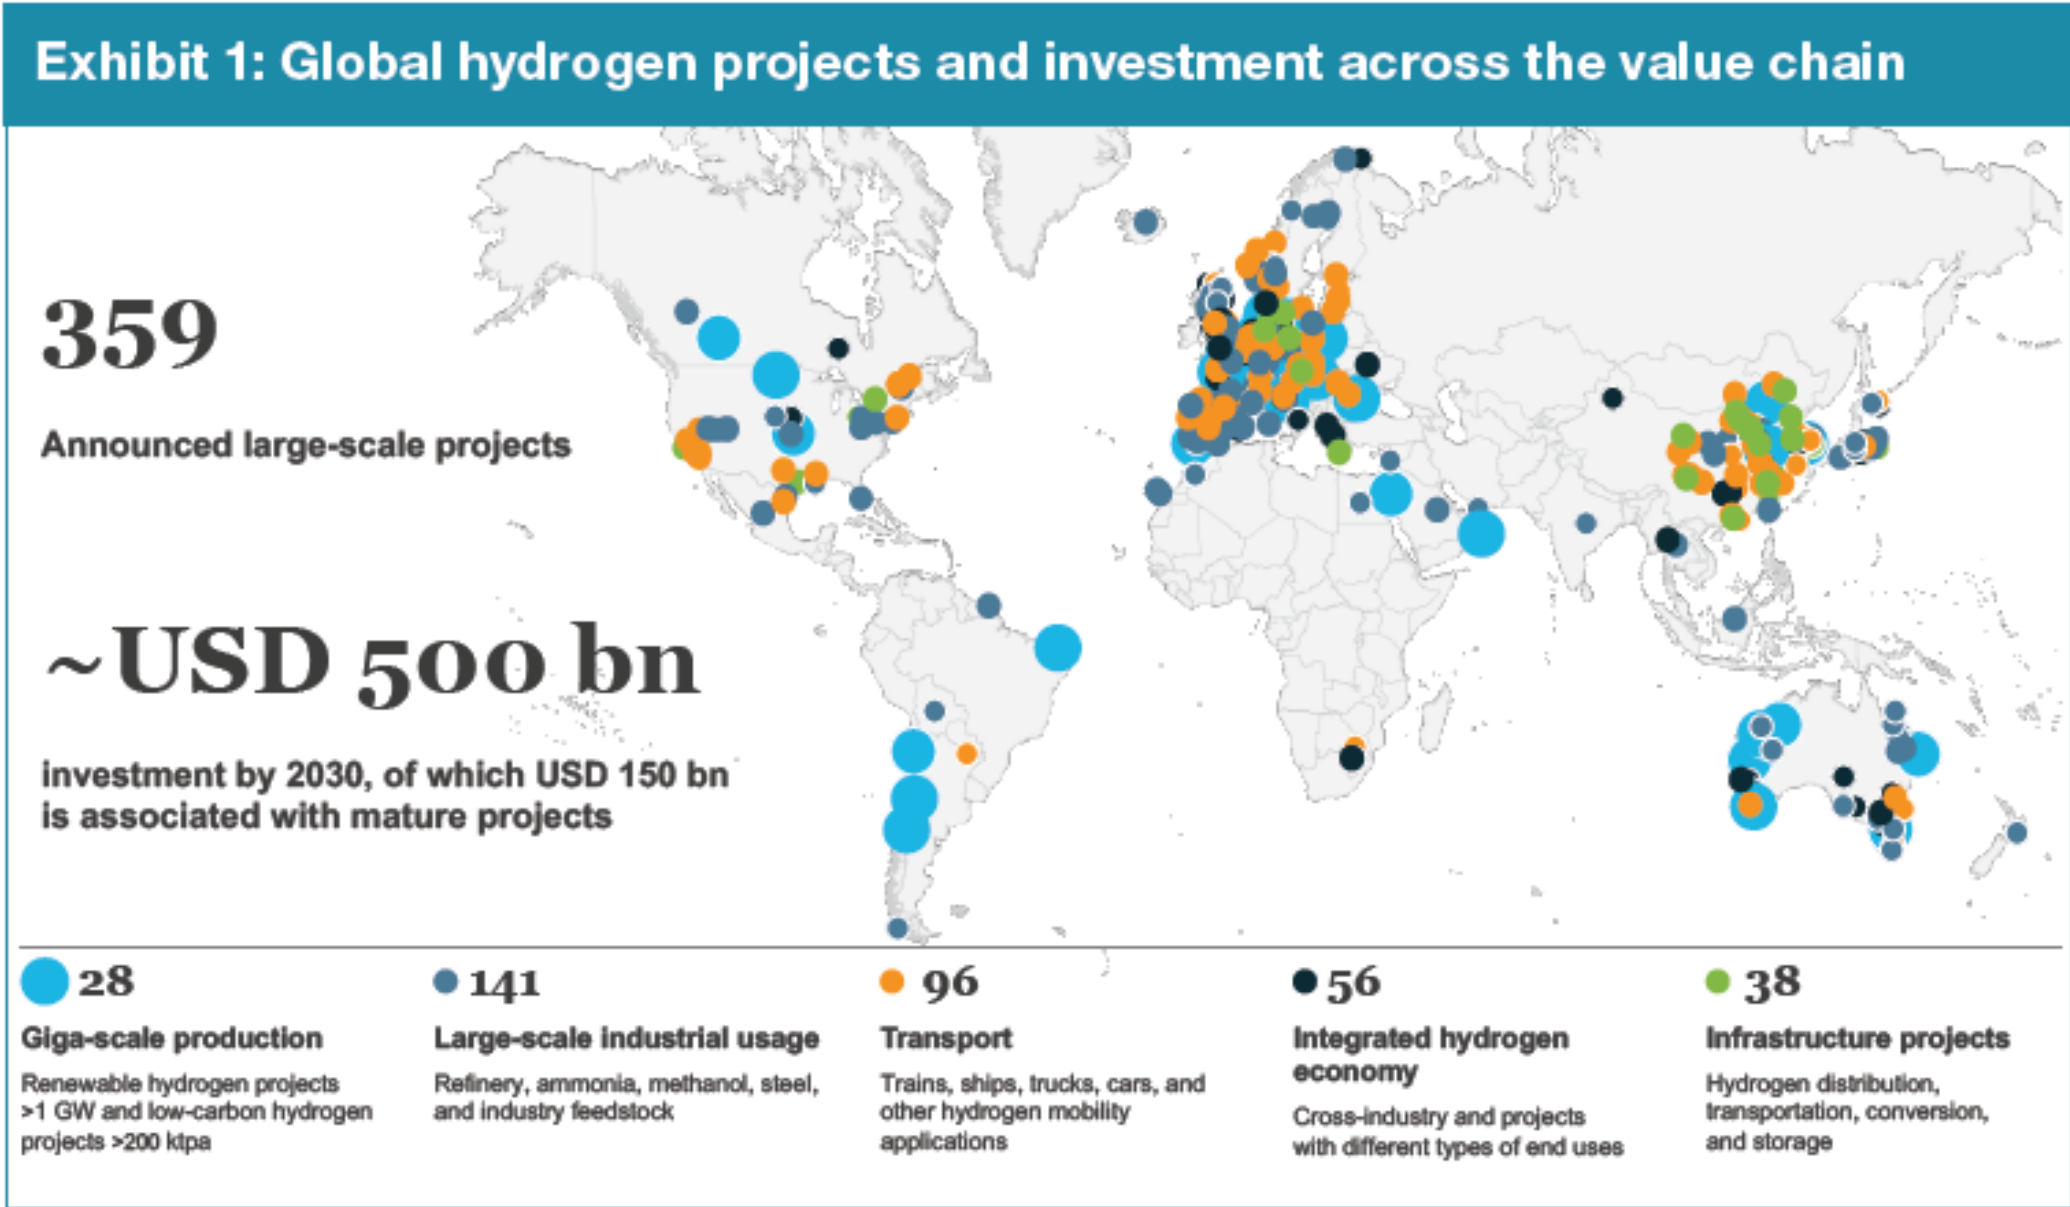 Exhibit 1: Global hydrogen projects and investment across the value chain
359
Announced large-scale projects
~USD 500 bn
investment by 2030, of which USD 150 bn
is associated with mature projects
28
Giga-scale production
Renewable hydrogen projects
>1 GW and low-carbon hydrogen
projects >200 ktpa
141
Large-scale industrial usage
Refinery, ammonia, methanol, steel,
and industry feedstock
96
Transport
Trains, ships, trucks, cars, and
other hydrogen mobility
applications
56
Integrated hydrogen
economy
Cross-industry and projects
with different types of end uses
38
Infrastructure projects
Hydrogen distribution,
transportation, conversion,
and storage